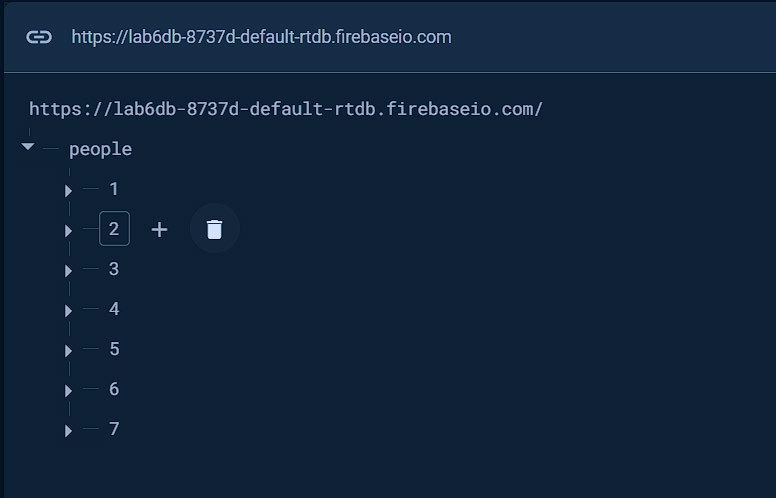 https://lab6db-8737d-default-rtdb.firebaseio.com
https://lab6db-8737d-default-rtdb.firebaseio.com/
people
1
2
3
4
5
6
7